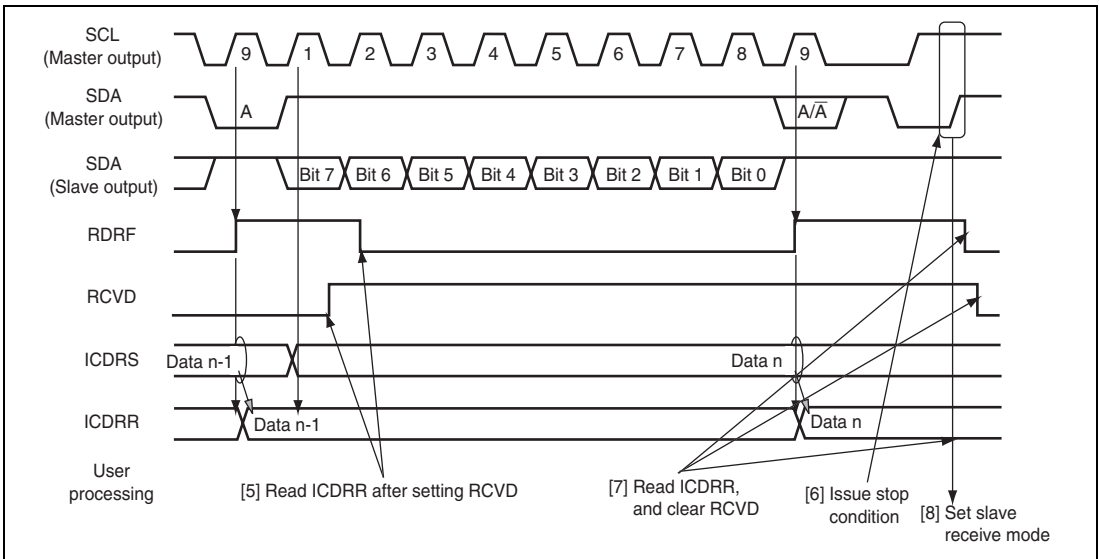 SCL
(Master output)
9 1 2 3 4 5 6 7 8 9
SDA
(Master output)
A A/A̅
SDA
(Slave output)
Bit 7 Bit 6 Bit 5 Bit 4 Bit 3 Bit 2 Bit 1 Bit 0
RDRF
RCVD
ICDRS
Data n-1 Data n
ICDRR
Data n-1 Data n
User
processing
[5] Read ICDRR after setting RCVD
[7] Read ICDRR,
and clear RCVD
[6] Issue stop
condition
[8] Set slave
receive mode